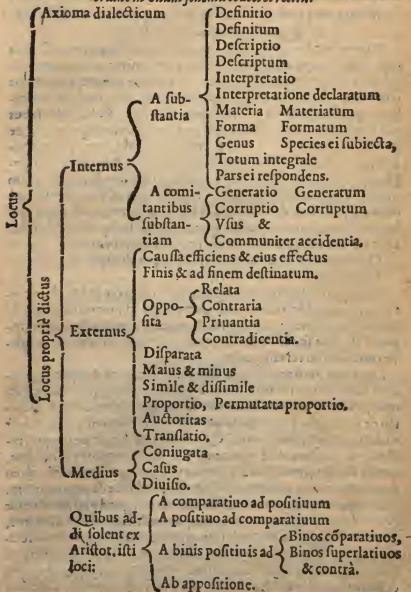 Locus
Axioma dialecticum
Locus propriè dictus
Internus
A sub-
stantia
Definitio
Definitum
Descriptio
Descriptum
Interpretatio
Interpretatione declaratum
Materia Materiatum
Forma Formatum
Genus Species ei subiecta,
Totum integrale
Pars ei respondens.
A comi-
tantibus
substan-
tiam
Generatio Generatum
Corruptio Corruptum
Vsus &
Communiter accidentia.
Externus
Caussa efficiens & eius effectus
Finis & ad finem destinatum.
Oppo-
sita
Relata
Contraria
Priuantia
Contradicentia.
Disparata
Maius & minus
Simile & dissimile
Proportio, Permutata proportio.
Auctoritas
Translatio.
Medius
Coniugata
Casus
Diuisio.
Quibus ad-
di solent ex
Aristot. isti
loci:
A comparatiuo ad positiuum
A positiuo ad comparatiuum
A binis positiuis ad
Binos cōparatiuos,
Binos superlatiuos
& contrà.
Ab appositione.